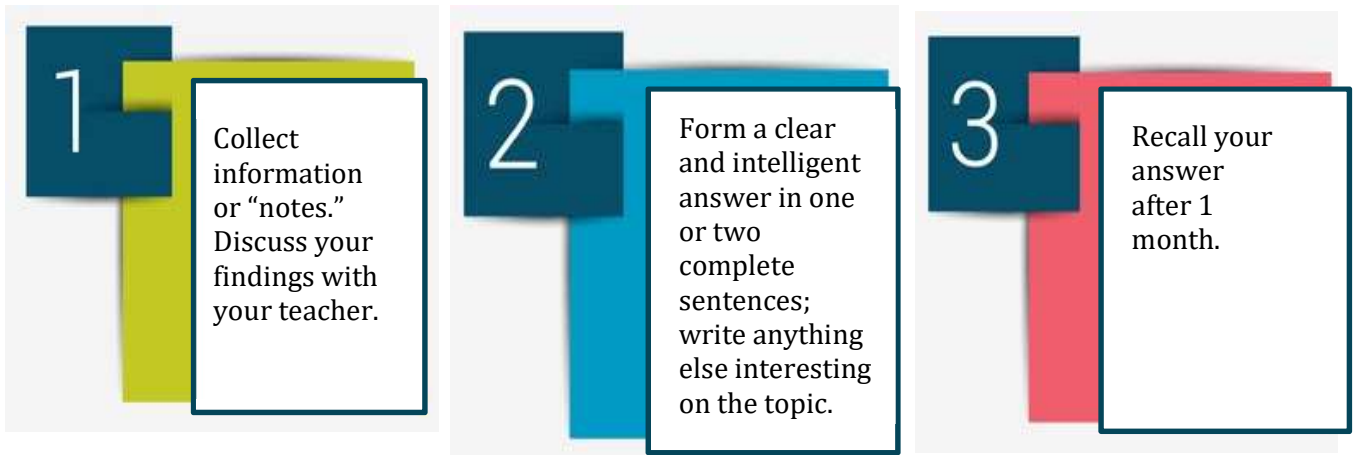 1
Collect
information
or “notes.”
Discuss your
findings with
your teacher.
2
Form a clear
and intelligent
answer in one
or two
complete
sentences;
write anything
else interesting
on the topic.
3
Recall your
answer
after 1
month.